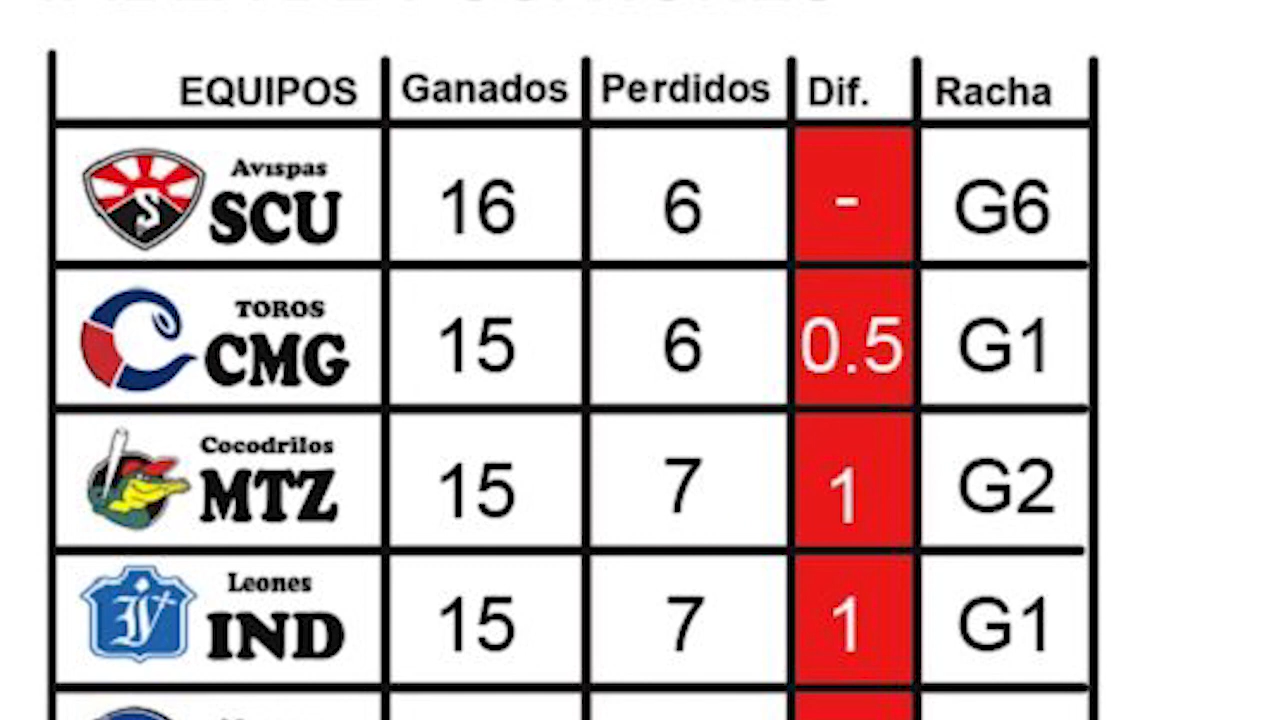 EQUIPOS Ganados Perdidos Dif. Racha
Avispas
SCU 16 6 - G6
TOROS
CMG 15 6 0.5 G1
Cocodrilos
MTZ 15 7 1 G2
Leones
IND 15 7 1 G1